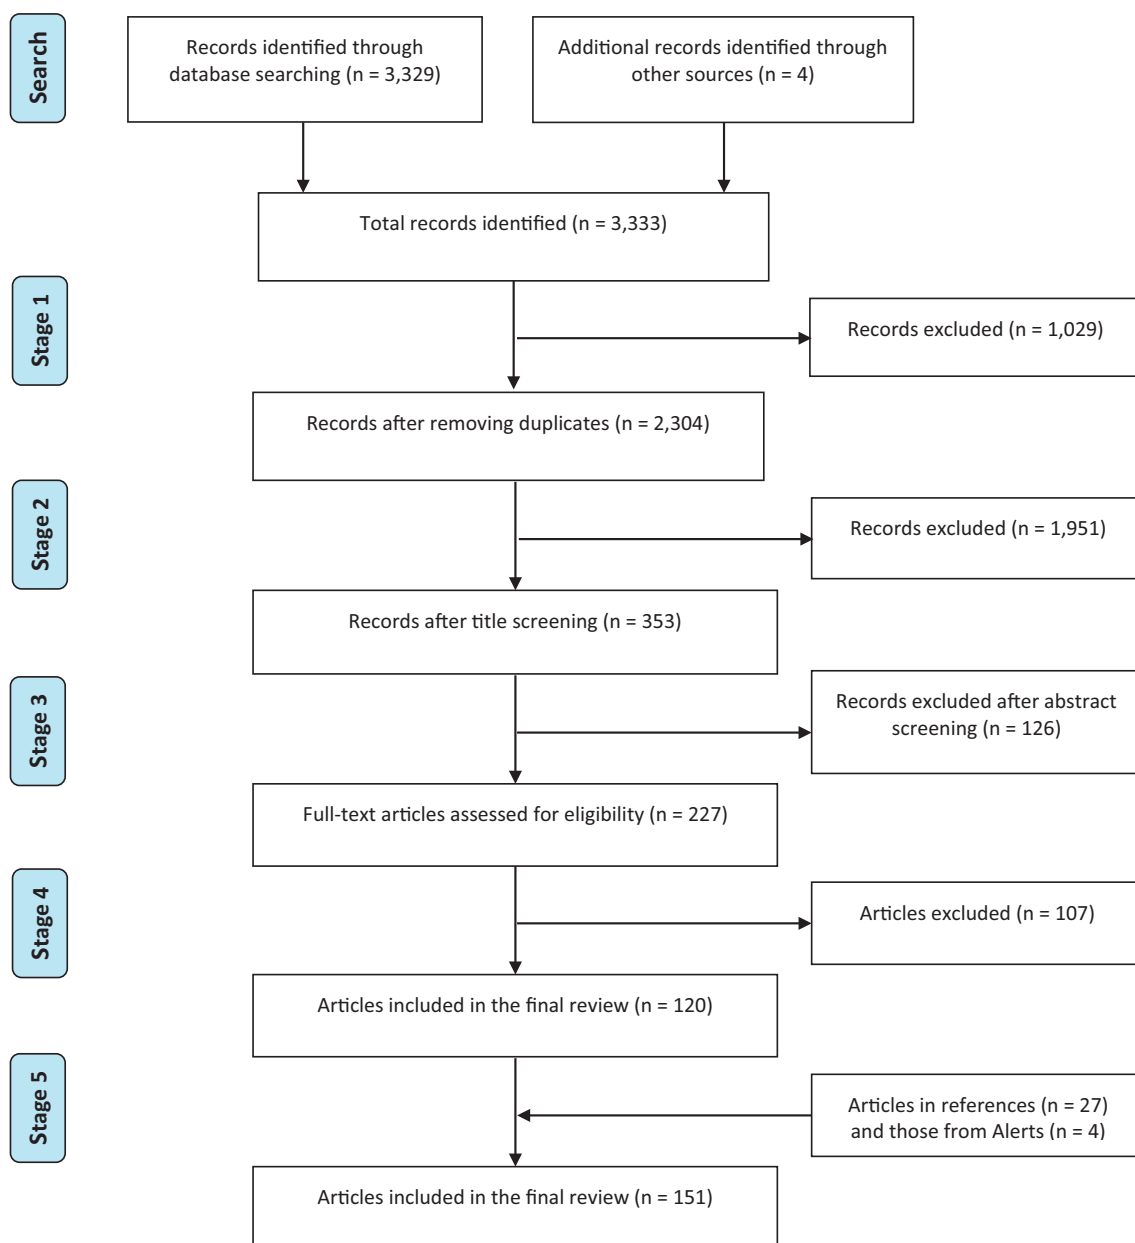 Search
Records identified through
database searching (n = 3,329)
Additional records identified through
other sources (n = 4)
Total records identified (n = 3,333)
Stage 1
Records excluded (n = 1,029)
Records after removing duplicates (n = 2,304)
Stage 2
Records excluded (n = 1,951)
Records after title screening (n = 353)
Stage 3
Records excluded after abstract
screening (n = 126)
Full-text articles assessed for eligibility (n = 227)
Stage 4
Articles excluded (n = 107)
Articles included in the final review (n = 120)
Stage 5
Articles in references (n = 27)
and those from Alerts (n = 4)
Articles included in the final review (n = 151)